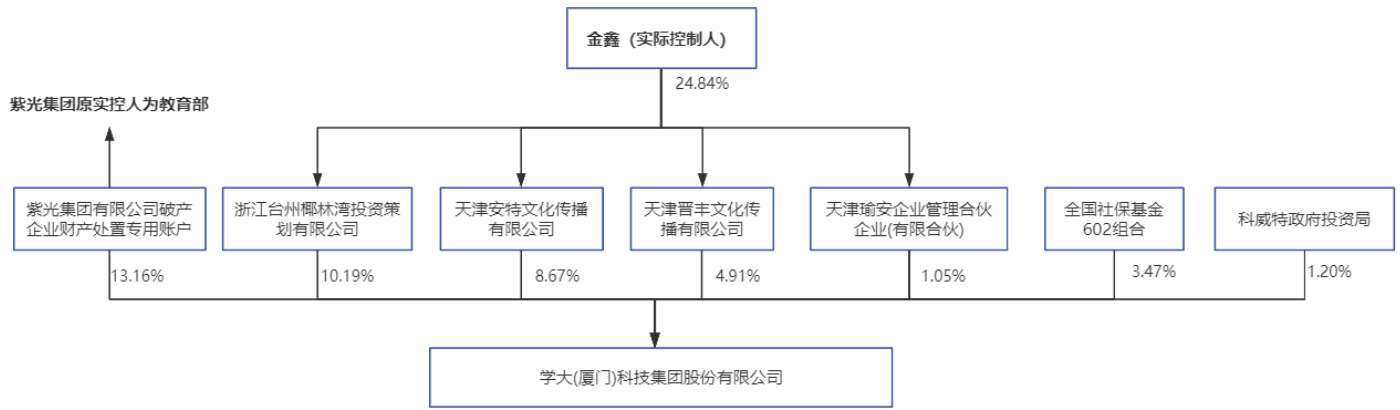 金鑫（实际控制人）
24.84%
紫光集团原实控人为教育部
紫光集团有限公司破产
企业财产处置专用账户
浙江台州椰林湾投资策
划有限公司
天津安特文化传播
有限公司
天津晋丰文化传
播有限公司
天津瑜安企业管理合伙
企业(有限合伙)
全国社保基金
602组合
科威特政府投资局
13.16%
10.19%
8.67%
4.91%
1.05%
3.47%
1.20%
学大(厦门)科技集团股份有限公司